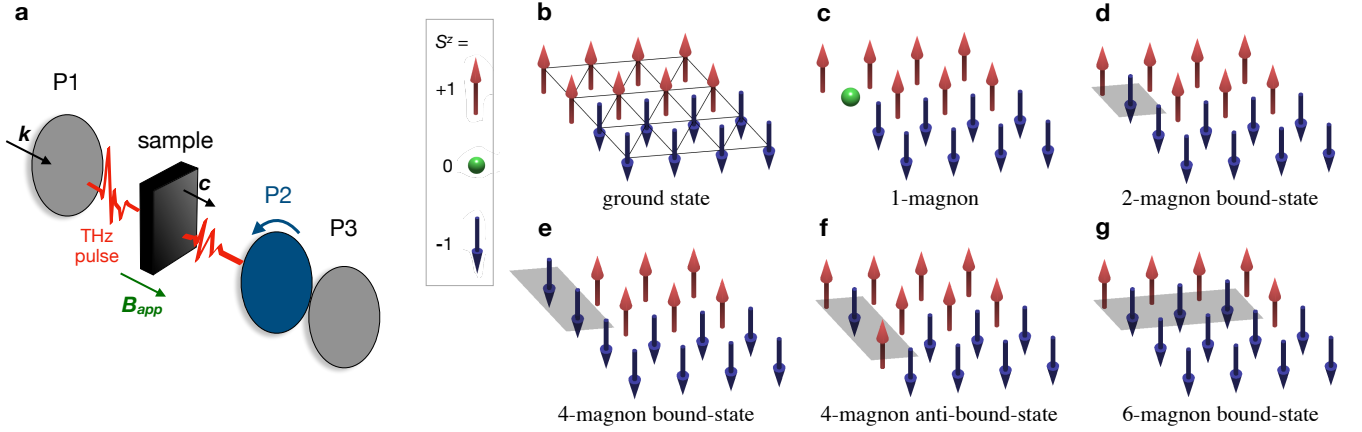 a
P1
k
sample
c
P2
P3
THz
pulse
B_app
S^z =
+1
0
-1
b
ground state
c
1-magnon
d
2-magnon bound-state
e
4-magnon bound-state
f
4-magnon anti-bound-state
g
6-magnon bound-state